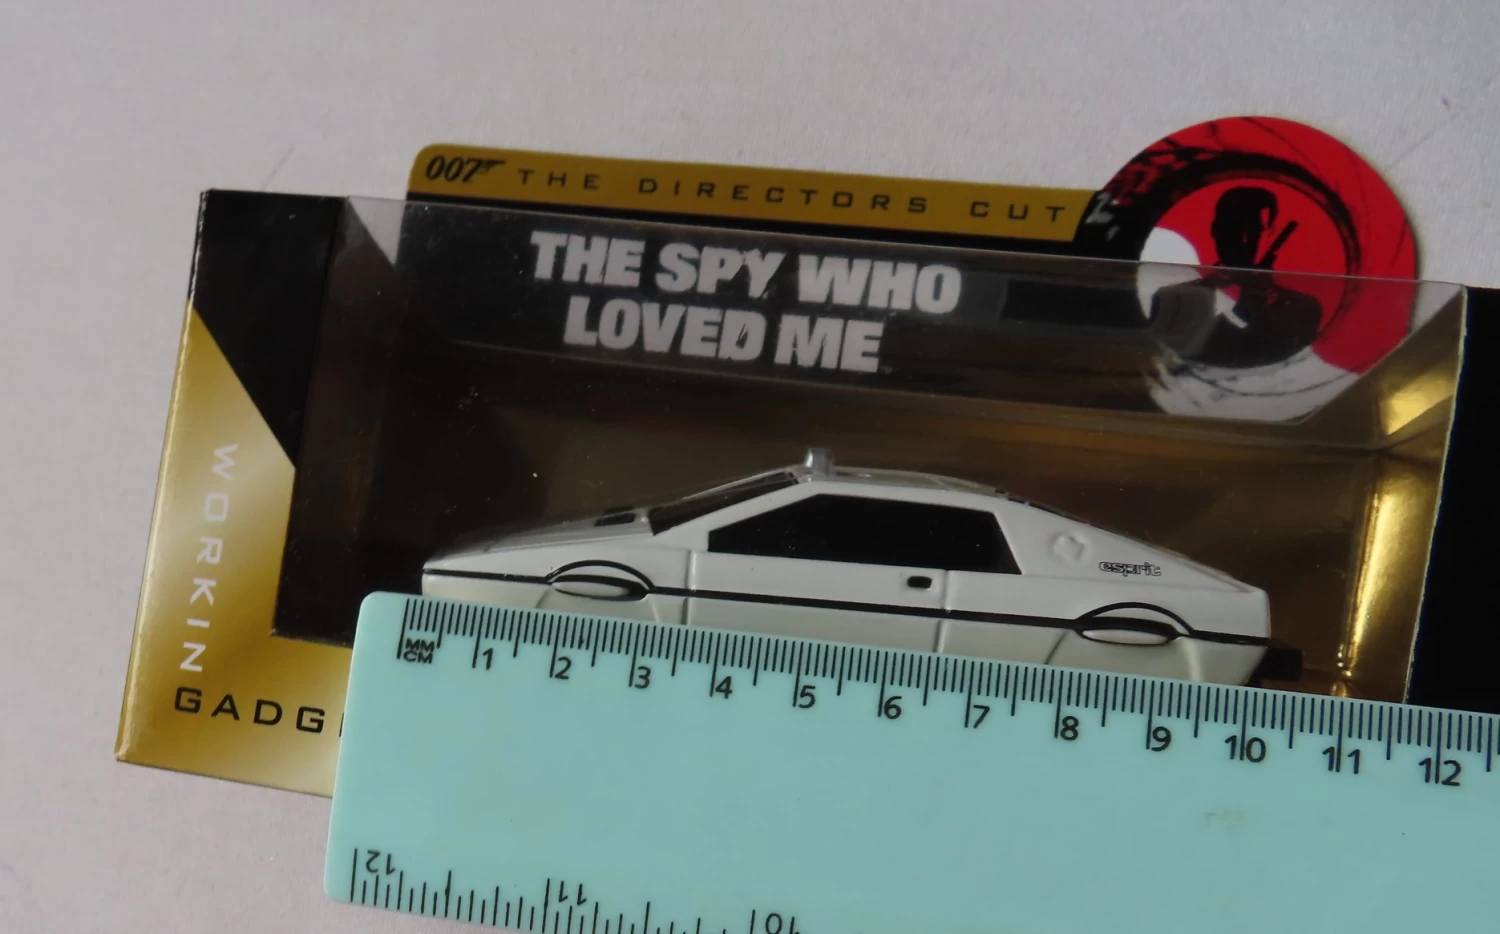 007 THE DIRECTORS CUT
THE SPY WHO
LOVED ME
WORKIN
GADG
esprit
MM
CM
1 2 3 4 5 6 7 8 9 10 11 12
12 11 10